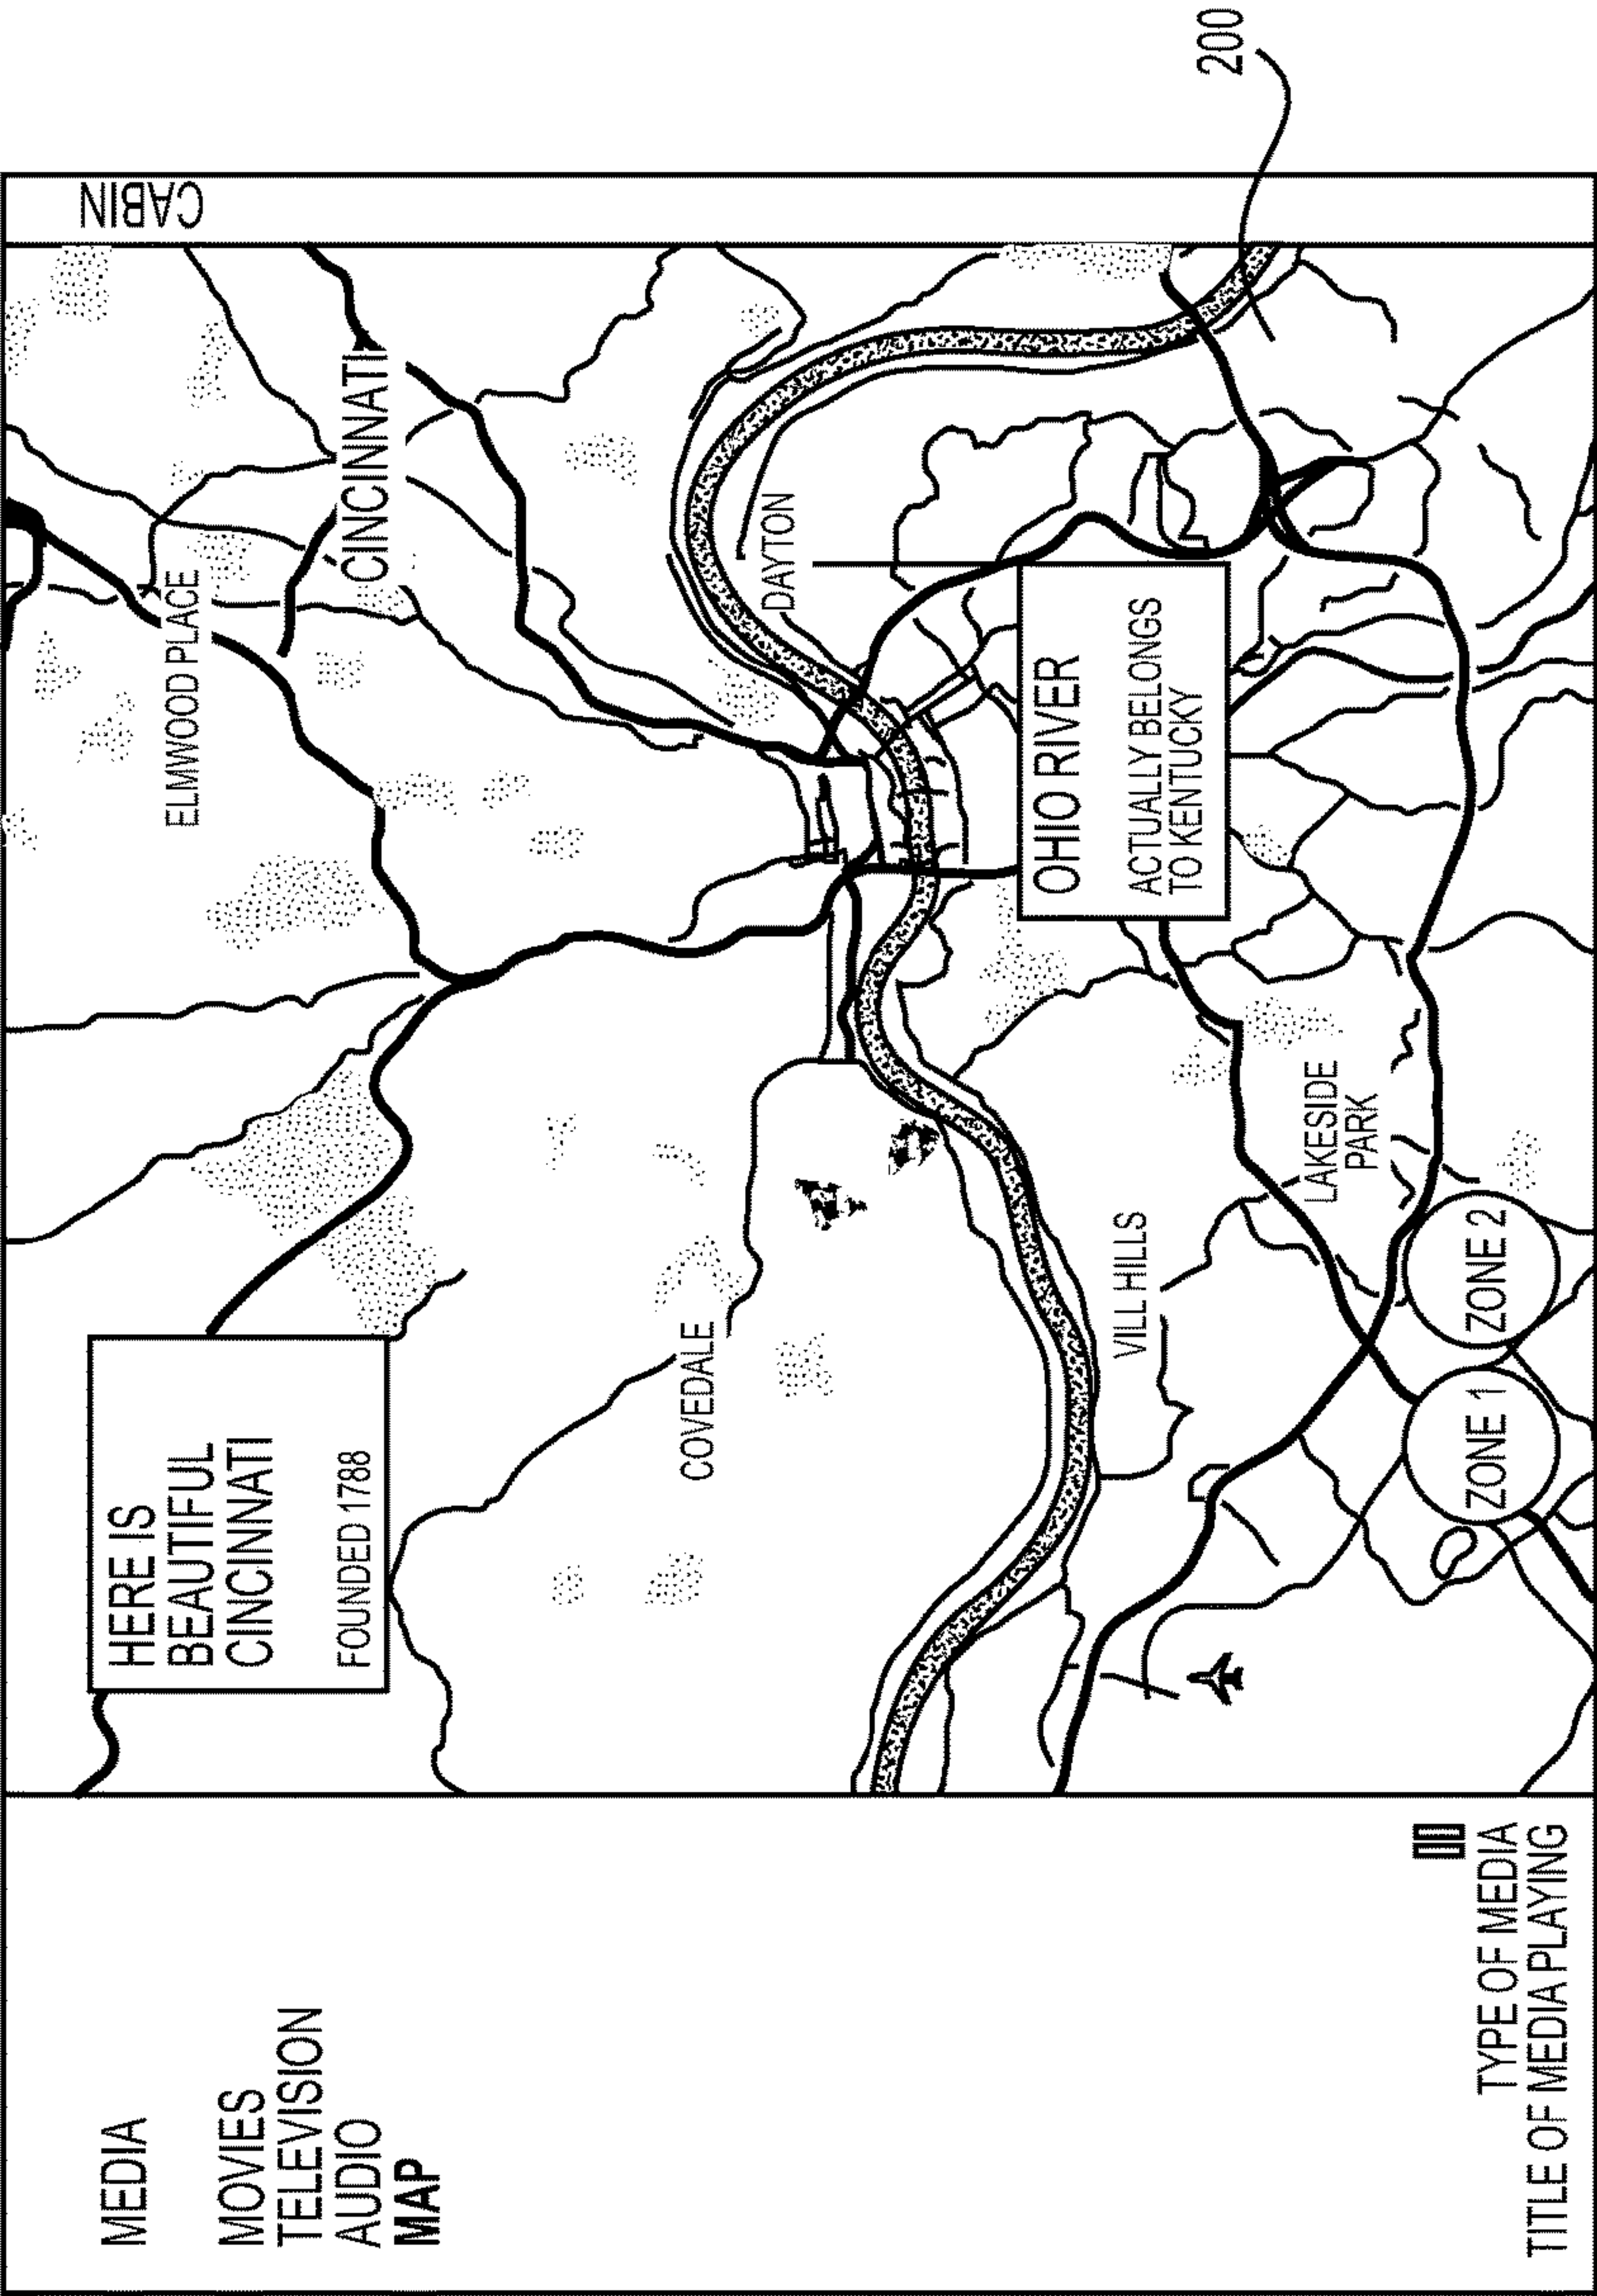 MEDIA
MOVIES
TELEVISION
AUDIO
MAP
TYPE OF MEDIA
TITLE OF MEDIA PLAYING
HERE IS
BEAUTIFUL
CINCINNATI
FOUNDED 1788
ELMWOOD PLACE
CINCINNATI
COVEDALE
DAYTON
OHIO RIVER
ACTUALLY BELONGS
TO KENTUCKY
VILL HILLS
LAKESIDE
PARK
ZONE 1
ZONE 2
CABIN
200